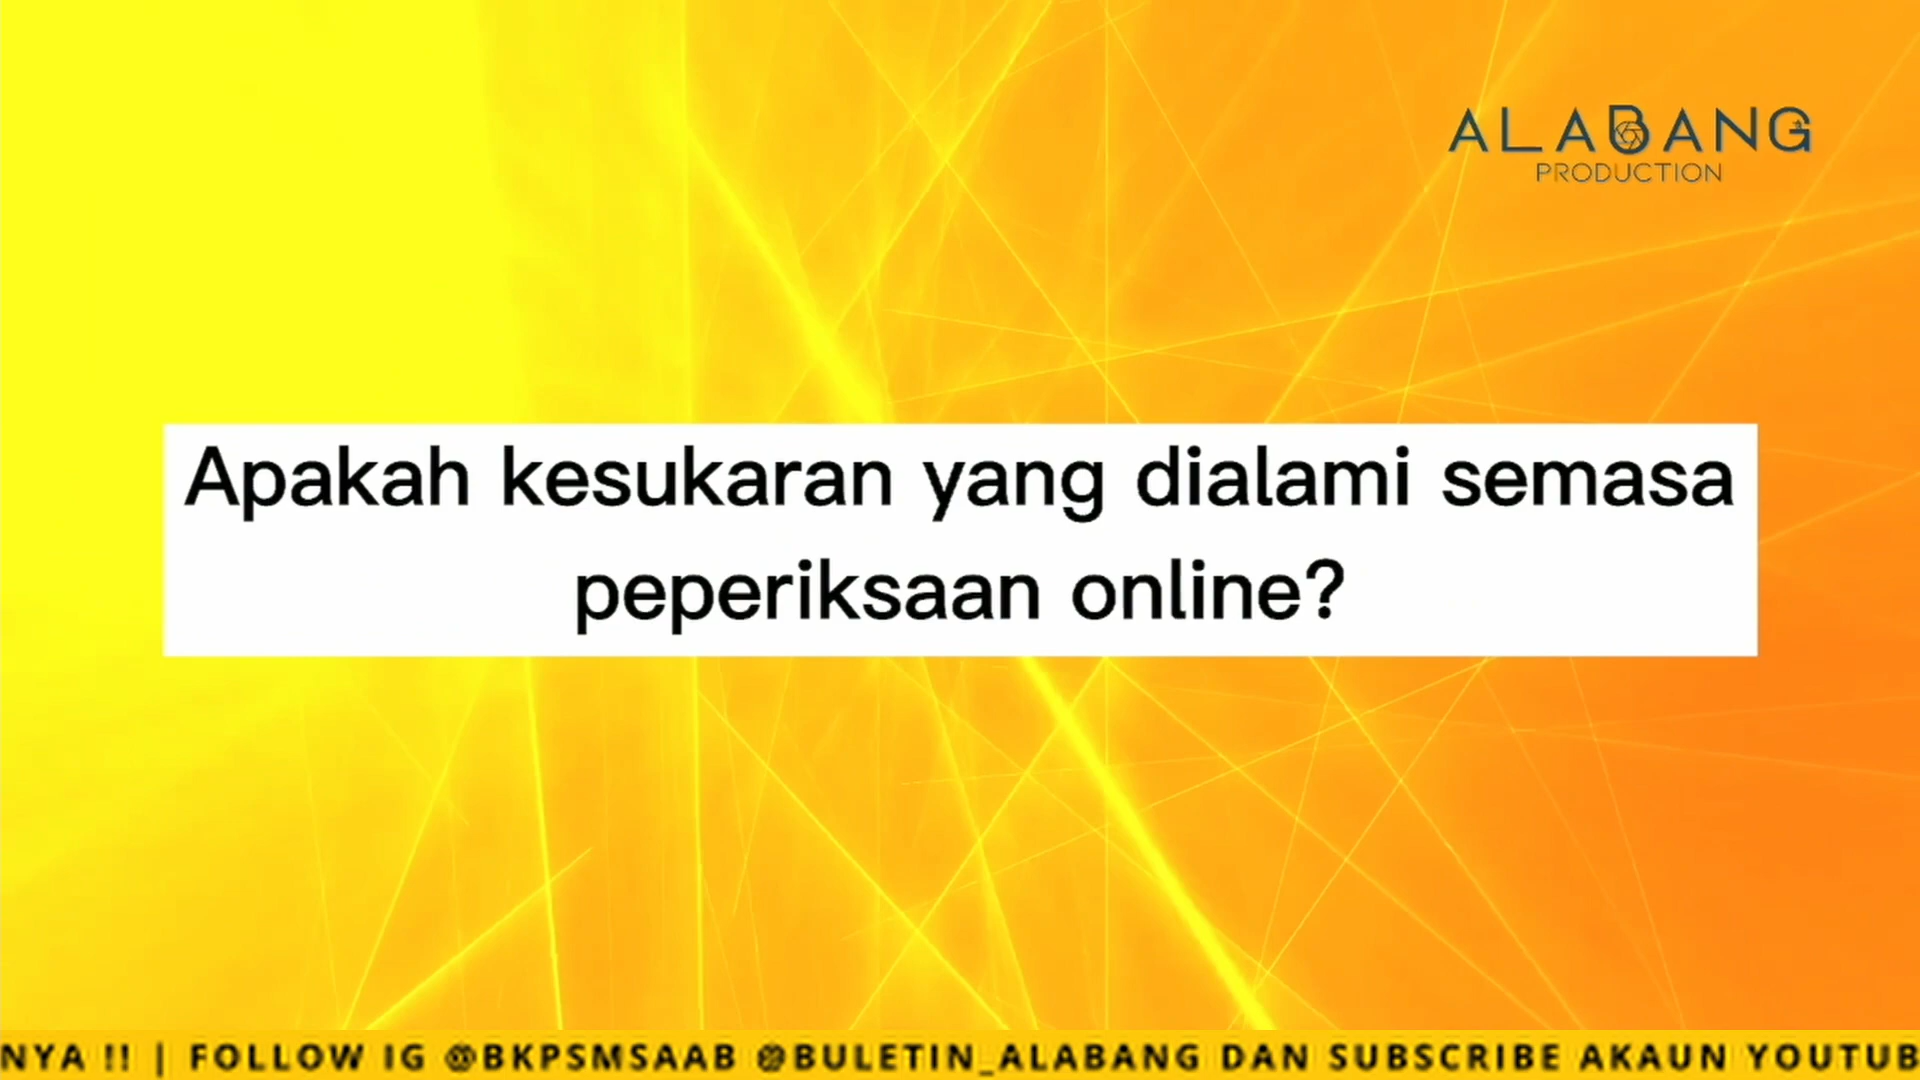 ALABANG
PRODUCTION
Apakah kesukaran yang dialami semasa
peperiksaan online?
NYA !! | FOLLOW IG @BKPSMSAAB @BULETIN_ALABANG DAN SUBSCRIBE AKAUN YOUTUB